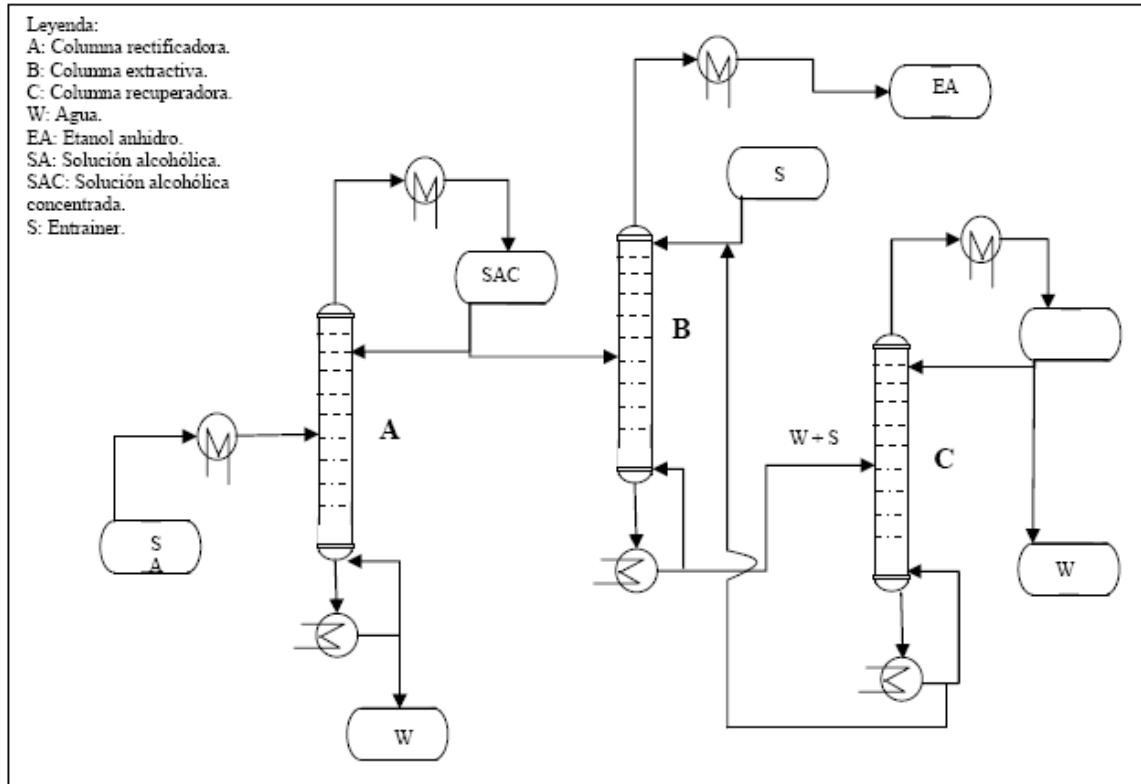 Leyenda:
A: Columna rectificadora.
B: Columna extractiva.
C: Columna recuperadora.
W: Agua.
EA: Etanol anhidro.
SA: Solución alcohólica.
SAC: Solución alcohólica
concentrada.
S: Entrainer.
EA
S
SAC
B
A
W + S
C
S
A
W
W